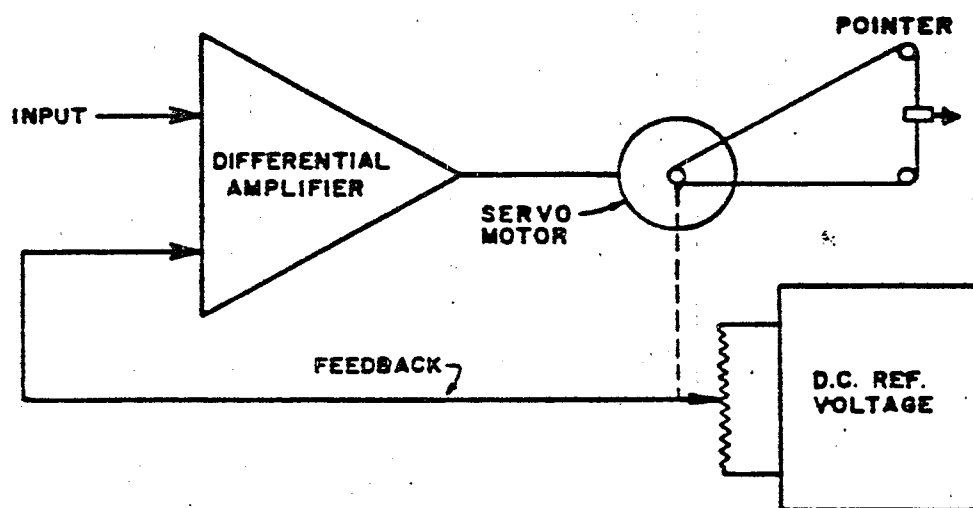 POINTER
INPUT
DIFFERENTIAL
AMPLIFIER
SERVO
MOTOR
FEEDBACK
D.C. REF.
VOLTAGE